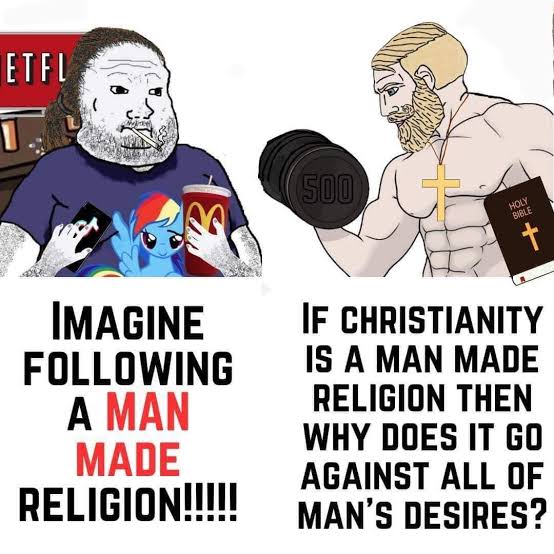 ETFL
500
HOLY
BIBLE
IMAGINE
FOLLOWING
A MAN
MADE
RELIGION!!!!!
IF CHRISTIANITY
IS A MAN MADE
RELIGION THEN
WHY DOES IT GO
AGAINST ALL OF
MAN'S DESIRES?